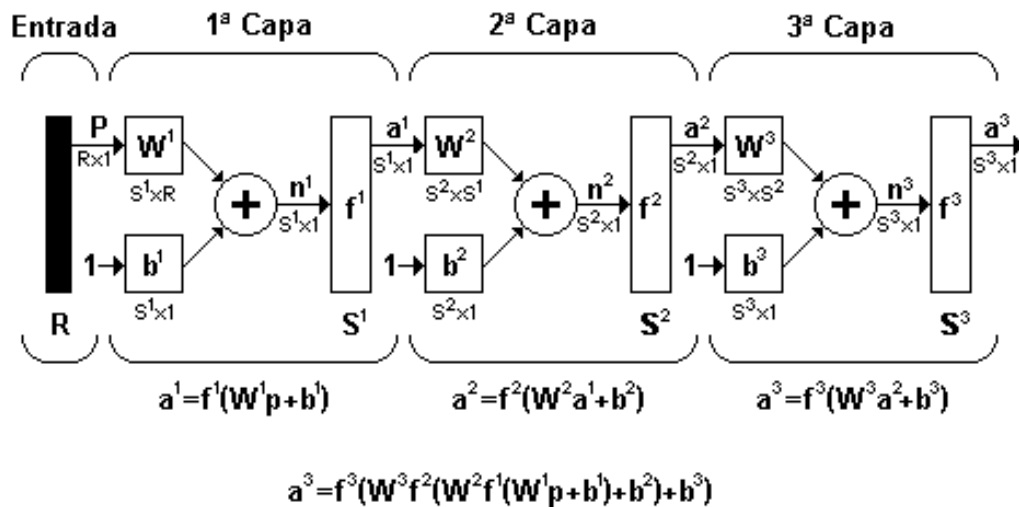 Entrada 1ª Capa 2ª Capa 3ª Capa
P a¹ a² a³
W¹ W² W³
R×1 S¹×1 S²×1 S³×1
S¹×R S²×S¹ S³×S²
+ n¹ f¹ + n² f² + n³ f³
S¹×1 S²×1 S³×1
1 b¹ 1 b² 1 b³
S¹×1 S²×1 S³×1
R S¹ S² S³
a¹=f¹(W¹p+b¹) a²=f²(W²a¹+b²) a³=f³(W³a²+b³)
a³=f³(W³f²(W²f¹(W¹p+b¹)+b²)+b³)